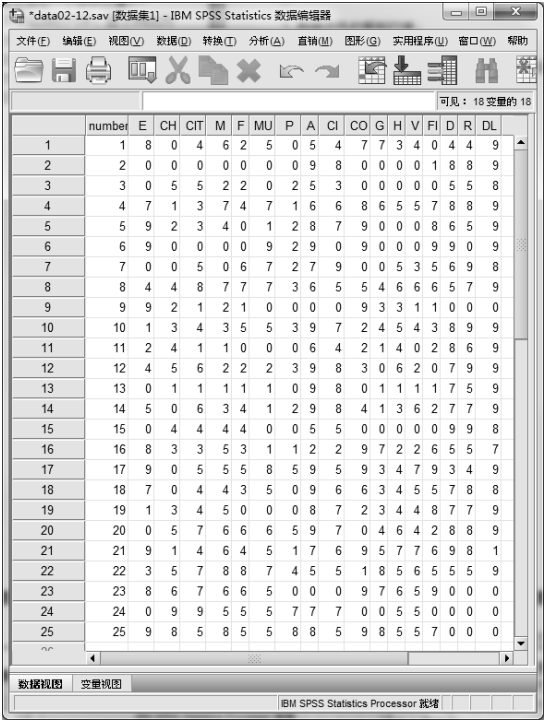 *data02-12.sav [数据集1] - IBM SPSS Statistics 数据编辑器
文件(F) 编辑(E) 视图(V) 数据(D) 转换(T) 分析(A) 直销(M) 图形(G) 实用程序(U) 窗口(W) 帮助
可见： 18 变量的 18
number E CH CIT M F MU P A CI CO G H V FI D R DL
1 1 8 0 4 6 2 5 0 5 4 7 7 3 4 0 4 4 9
2 2 0 0 0 0 0 0 0 9 8 0 0 0 0 1 8 8 9
3 3 0 5 5 2 2 0 2 5 3 0 0 0 0 0 5 5 8
4 4 7 1 3 7 4 7 1 6 6 8 6 5 5 7 8 8 9
5 5 9 2 3 4 0 1 2 8 7 9 0 0 0 8 6 5 9
6 6 9 0 0 0 0 9 2 9 0 9 0 0 0 9 9 0 9
7 7 0 0 5 0 6 7 2 7 9 0 0 5 3 5 6 9 8
8 8 4 4 8 7 7 7 3 6 5 5 4 6 6 6 5 7 9
9 9 9 2 1 2 1 0 0 0 0 9 3 3 1 1 0 0 0
10 10 1 3 4 3 5 5 3 9 7 2 4 5 4 3 8 9 9
11 11 2 4 1 1 0 0 0 6 4 2 1 4 0 2 8 6 9
12 12 4 5 6 2 2 2 3 9 8 3 0 6 2 0 7 9 9
13 13 0 1 1 1 1 1 0 9 8 0 1 1 1 1 7 5 9
14 14 5 0 6 3 4 1 2 9 8 4 1 3 6 2 7 7 9
15 15 0 4 4 4 4 0 0 5 5 0 0 0 0 0 9 9 8
16 16 8 3 3 5 3 1 1 2 2 9 7 2 2 6 5 5 7
17 17 9 0 5 5 5 8 5 9 5 9 3 4 7 9 3 4 9
18 18 7 0 4 4 3 5 0 9 6 6 3 4 5 5 7 8 8
19 19 1 3 4 5 0 0 0 8 7 2 3 4 4 8 7 7 9
20 20 0 5 7 6 6 6 5 9 7 0 4 6 4 2 8 8 9
21 21 9 1 4 6 4 5 1 7 6 9 5 7 7 6 9 8 1
22 22 3 5 7 8 8 7 4 5 5 1 8 5 6 5 5 5 9
23 23 8 6 7 6 6 5 0 0 0 9 7 6 5 9 0 0 0
24 24 0 9 9 5 5 5 7 7 7 0 0 5 5 0 0 0 0
25 25 9 8 5 8 5 5 8 8 5 9 8 5 5 7 0 0 0
数据视图 变量视图
IBM SPSS Statistics Processor 就绪